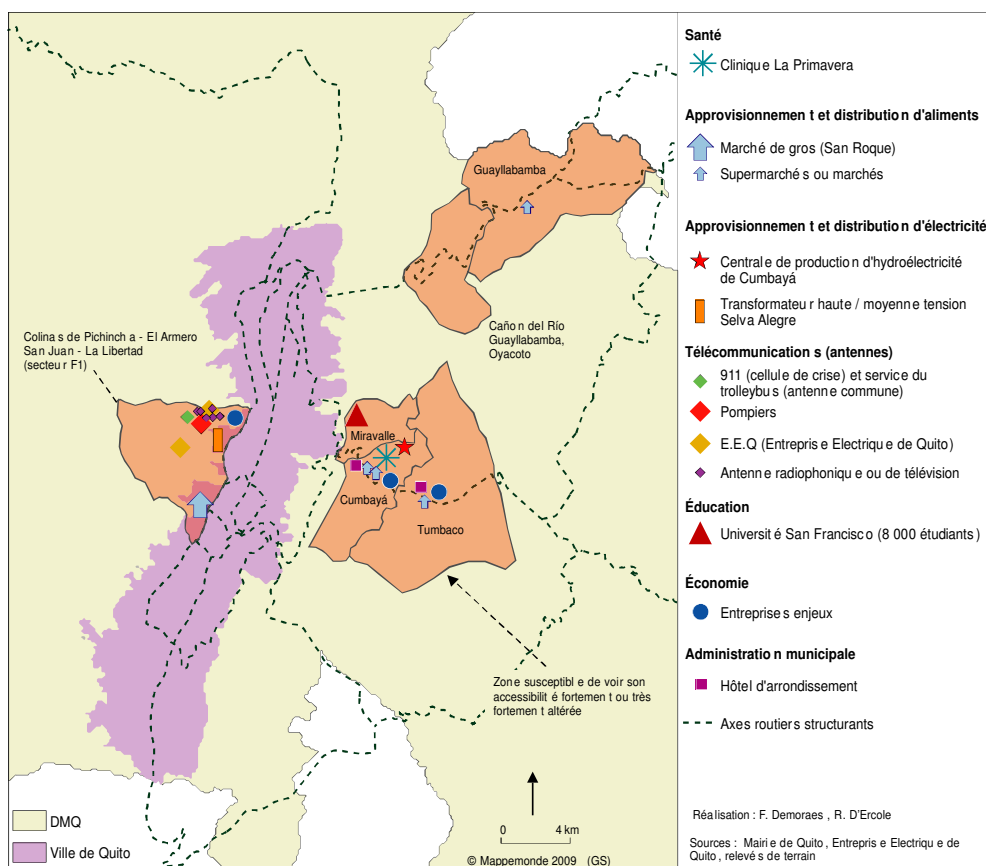 Guayllabamba
Cañon del Río
Guayllabamba,
Oyacoto
Colinas de Pichincha - El Armero
San Juan - La Libertad
(secteur F1)
Miravalle
Cumbayá
Tumbaco
Zone susceptible de voir son
accessibilité fortement ou très
fortement altérée
DMQ
Ville de Quito
0 4 km
© Mappemonde 2009 (GS)
Santé
Clinique La Primavera
Approvisionnement et distribution d'aliments
Marché de gros (San Roque)
Supermarchés ou marchés
Approvisionnement et distribution d'électricité
Centrale de production d'hydroélectricité
de Cumbayá
Transformateur haute / moyenne tension
Selva Alegre
Télécommunications (antennes)
911 (cellule de crise) et service du
trolleybus (antenne commune)
Pompiers
E.E.Q (Entreprise Electrique de Quito)
Antenne radiophonique ou de télévision
Éducation
Université San Francisco (8 000 étudiants)
Économie
Entreprises enjeux
Administration municipale
Hôtel d'arrondissement
Axes routiers structurants
Réalisation : F. Demoraes , R. D'Ercole
Sources : Mairie de Quito , Entreprise Electrique de
Quito , relevés de terrain